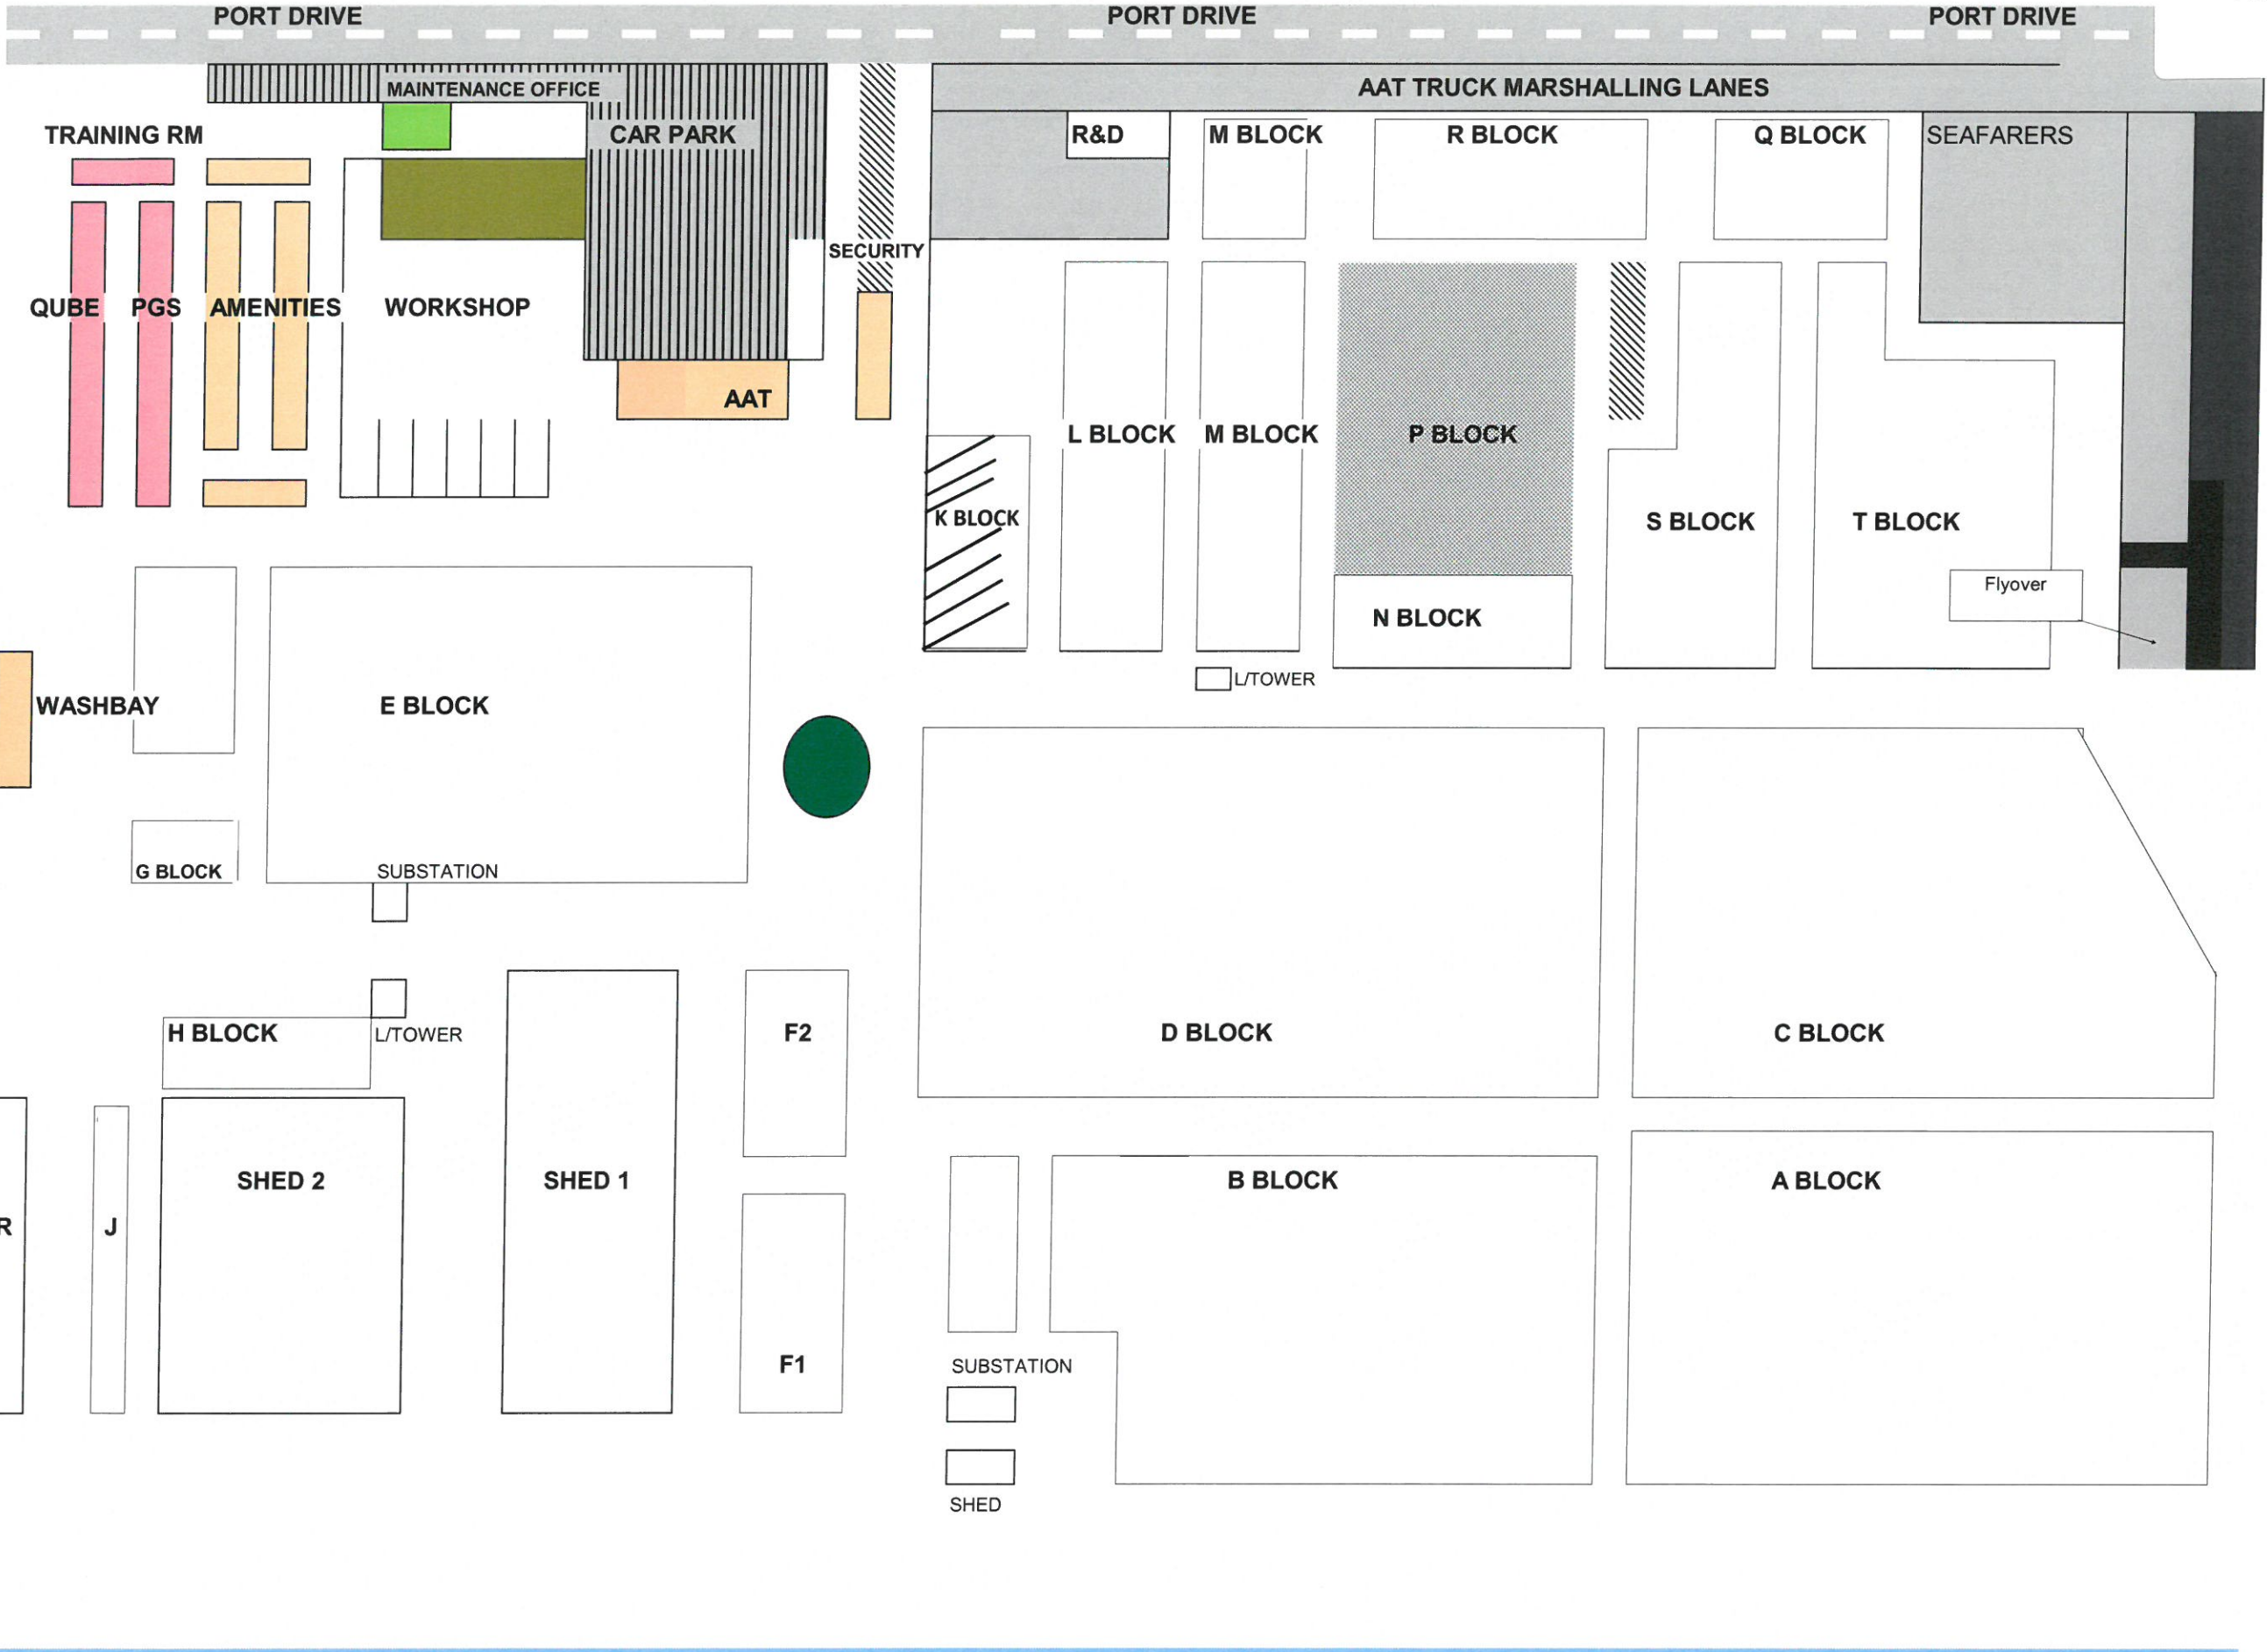 PORT DRIVE
PORT DRIVE
PORT DRIVE
MAINTENANCE OFFICE
AAT TRUCK MARSHALLING LANES
TRAINING RM
CAR PARK
R&D
M BLOCK
R BLOCK
Q BLOCK
SEAFARERS
SECURITY
QUBE
PGS
AMENITIES
WORKSHOP
AAT
L BLOCK
M BLOCK
P BLOCK
K BLOCK
S BLOCK
T BLOCK
Flyover
N BLOCK
L/TOWER
WASHBAY
E BLOCK
G BLOCK
SUBSTATION
H BLOCK
L/TOWER
F2
D BLOCK
C BLOCK
SHED 2
SHED 1
B BLOCK
A BLOCK
R
J
F1
SUBSTATION
SHED